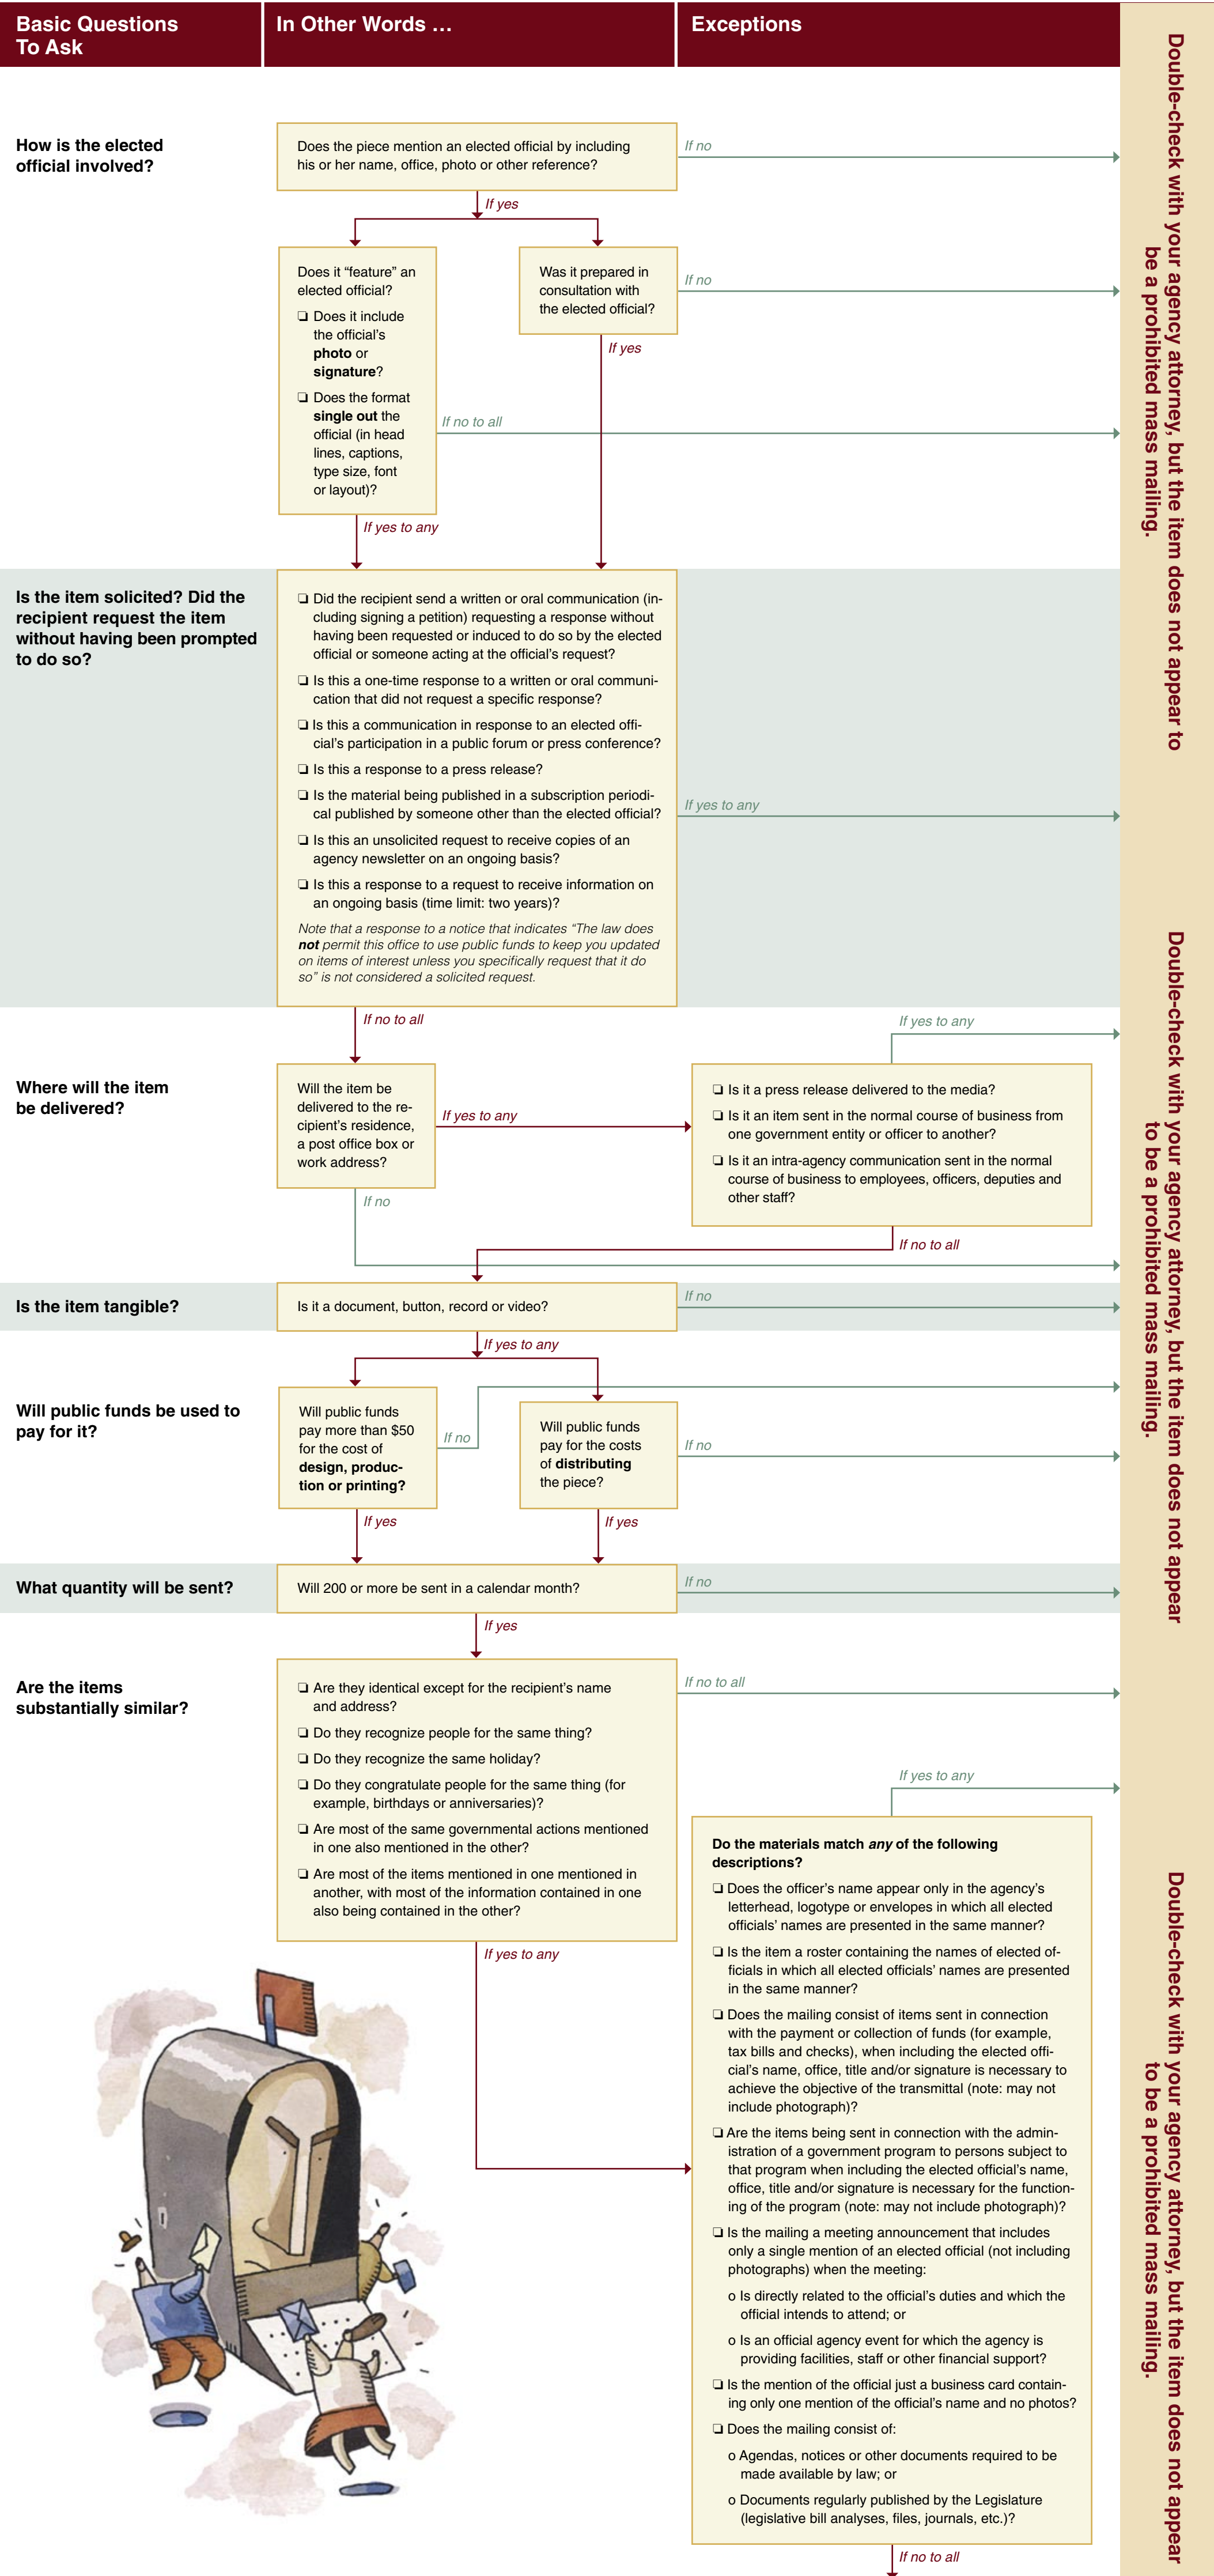 Basic Questions
To Ask
In Other Words …
Exceptions
How is the elected
official involved?
Does the piece mention an elected official by including
his or her name, office, photo or other reference?
If no
If yes
Does it “feature” an
elected official?
❏ Does it include
the official’s
photo or
signature?
❏ Does the format
single out the
official (in head
lines, captions,
type size, font
or layout)?
Was it prepared in
consultation with
the elected official?
If no
If yes
If no to all
If yes to any
Is the item solicited? Did the
recipient request the item
without having been prompted
to do so?
❏ Did the recipient send a written or oral communication (in-
cluding signing a petition) requesting a response without
having been requested or induced to do so by the elected
official or someone acting at the official’s request?
❏ Is this a one-time response to a written or oral communi-
cation that did not request a specific response?
❏ Is this a communication in response to an elected offi-
cial’s participation in a public forum or press conference?
❏ Is this a response to a press release?
❏ Is the material being published in a subscription periodi-
cal published by someone other than the elected official?
❏ Is this an unsolicited request to receive copies of an
agency newsletter on an ongoing basis?
❏ Is this a response to a request to receive information on
an ongoing basis (time limit: two years)?
Note that a response to a notice that indicates “The law does
not permit this office to use public funds to keep you updated
on items of interest unless you specifically request that it do
so” is not considered a solicited request.
If yes to any
If no to all
Where will the item
be delivered?
Will the item be
delivered to the re-
cipient’s residence,
a post office box or
work address?
If yes to any
If no
If yes to any
❏ Is it a press release delivered to the media?
❏ Is it an item sent in the normal course of business from
one government entity or officer to another?
❏ Is it an intra-agency communication sent in the normal
course of business to employees, officers, deputies and
other staff?
If no to all
Is the item tangible?
Is it a document, button, record or video?
If no
If yes to any
Will public funds be used to
pay for it?
Will public funds
pay more than $50
for the cost of
design, produc-
tion or printing?
If no
Will public funds
pay for the costs
of distributing
the piece?
If no
If yes
If yes
What quantity will be sent?
Will 200 or more be sent in a calendar month?
If no
If yes
Are the items
substantially similar?
❏ Are they identical except for the recipient’s name
and address?
❏ Do they recognize people for the same thing?
❏ Do they recognize the same holiday?
❏ Do they congratulate people for the same thing (for
example, birthdays or anniversaries)?
❏ Are most of the same governmental actions mentioned
in one also mentioned in the other?
❏ Are most of the items mentioned in one mentioned in
another, with most of the information contained in one
also being contained in the other?
If no to all
If yes to any
If yes to any
Do the materials match any of the following
descriptions?
❏ Does the officer’s name appear only in the agency’s
letterhead, logotype or envelopes in which all elected
officials’ names are presented in the same manner?
❏ Is the item a roster containing the names of elected of-
ficials in which all elected officials’ names are presented
in the same manner?
❏ Does the mailing consist of items sent in connection
with the payment or collection of funds (for example,
tax bills and checks), when including the elected offi-
cial’s name, office, title and/or signature is necessary to
achieve the objective of the transmittal (note: may not
include photograph)?
❏ Are the items being sent in connection with the admin-
istration of a government program to persons subject to
that program when including the elected official’s name,
office, title and/or signature is necessary for the function-
ing of the program (note: may not include photograph)?
❏ Is the mailing a meeting announcement that includes
only a single mention of an elected official (not including
photographs) when the meeting:
o Is directly related to the official’s duties and which the
official intends to attend; or
o Is an official agency event for which the agency is
providing facilities, staff or other financial support?
❏ Is the mention of the official just a business card contain-
ing only one mention of the official’s name and no photos?
❏ Does the mailing consist of:
o Agendas, notices or other documents required to be
made available by law; or
o Documents regularly published by the Legislature
(legislative bill analyses, files, journals, etc.)?
If no to all
Double-check with your agency attorney, but the item does not appear to
be a prohibited mass mailing.
Double-check with your agency attorney, but the item does not appear
to be a prohibited mass mailing.
Double-check with your agency attorney, but the item does not appear
to be a prohibited mass mailing.